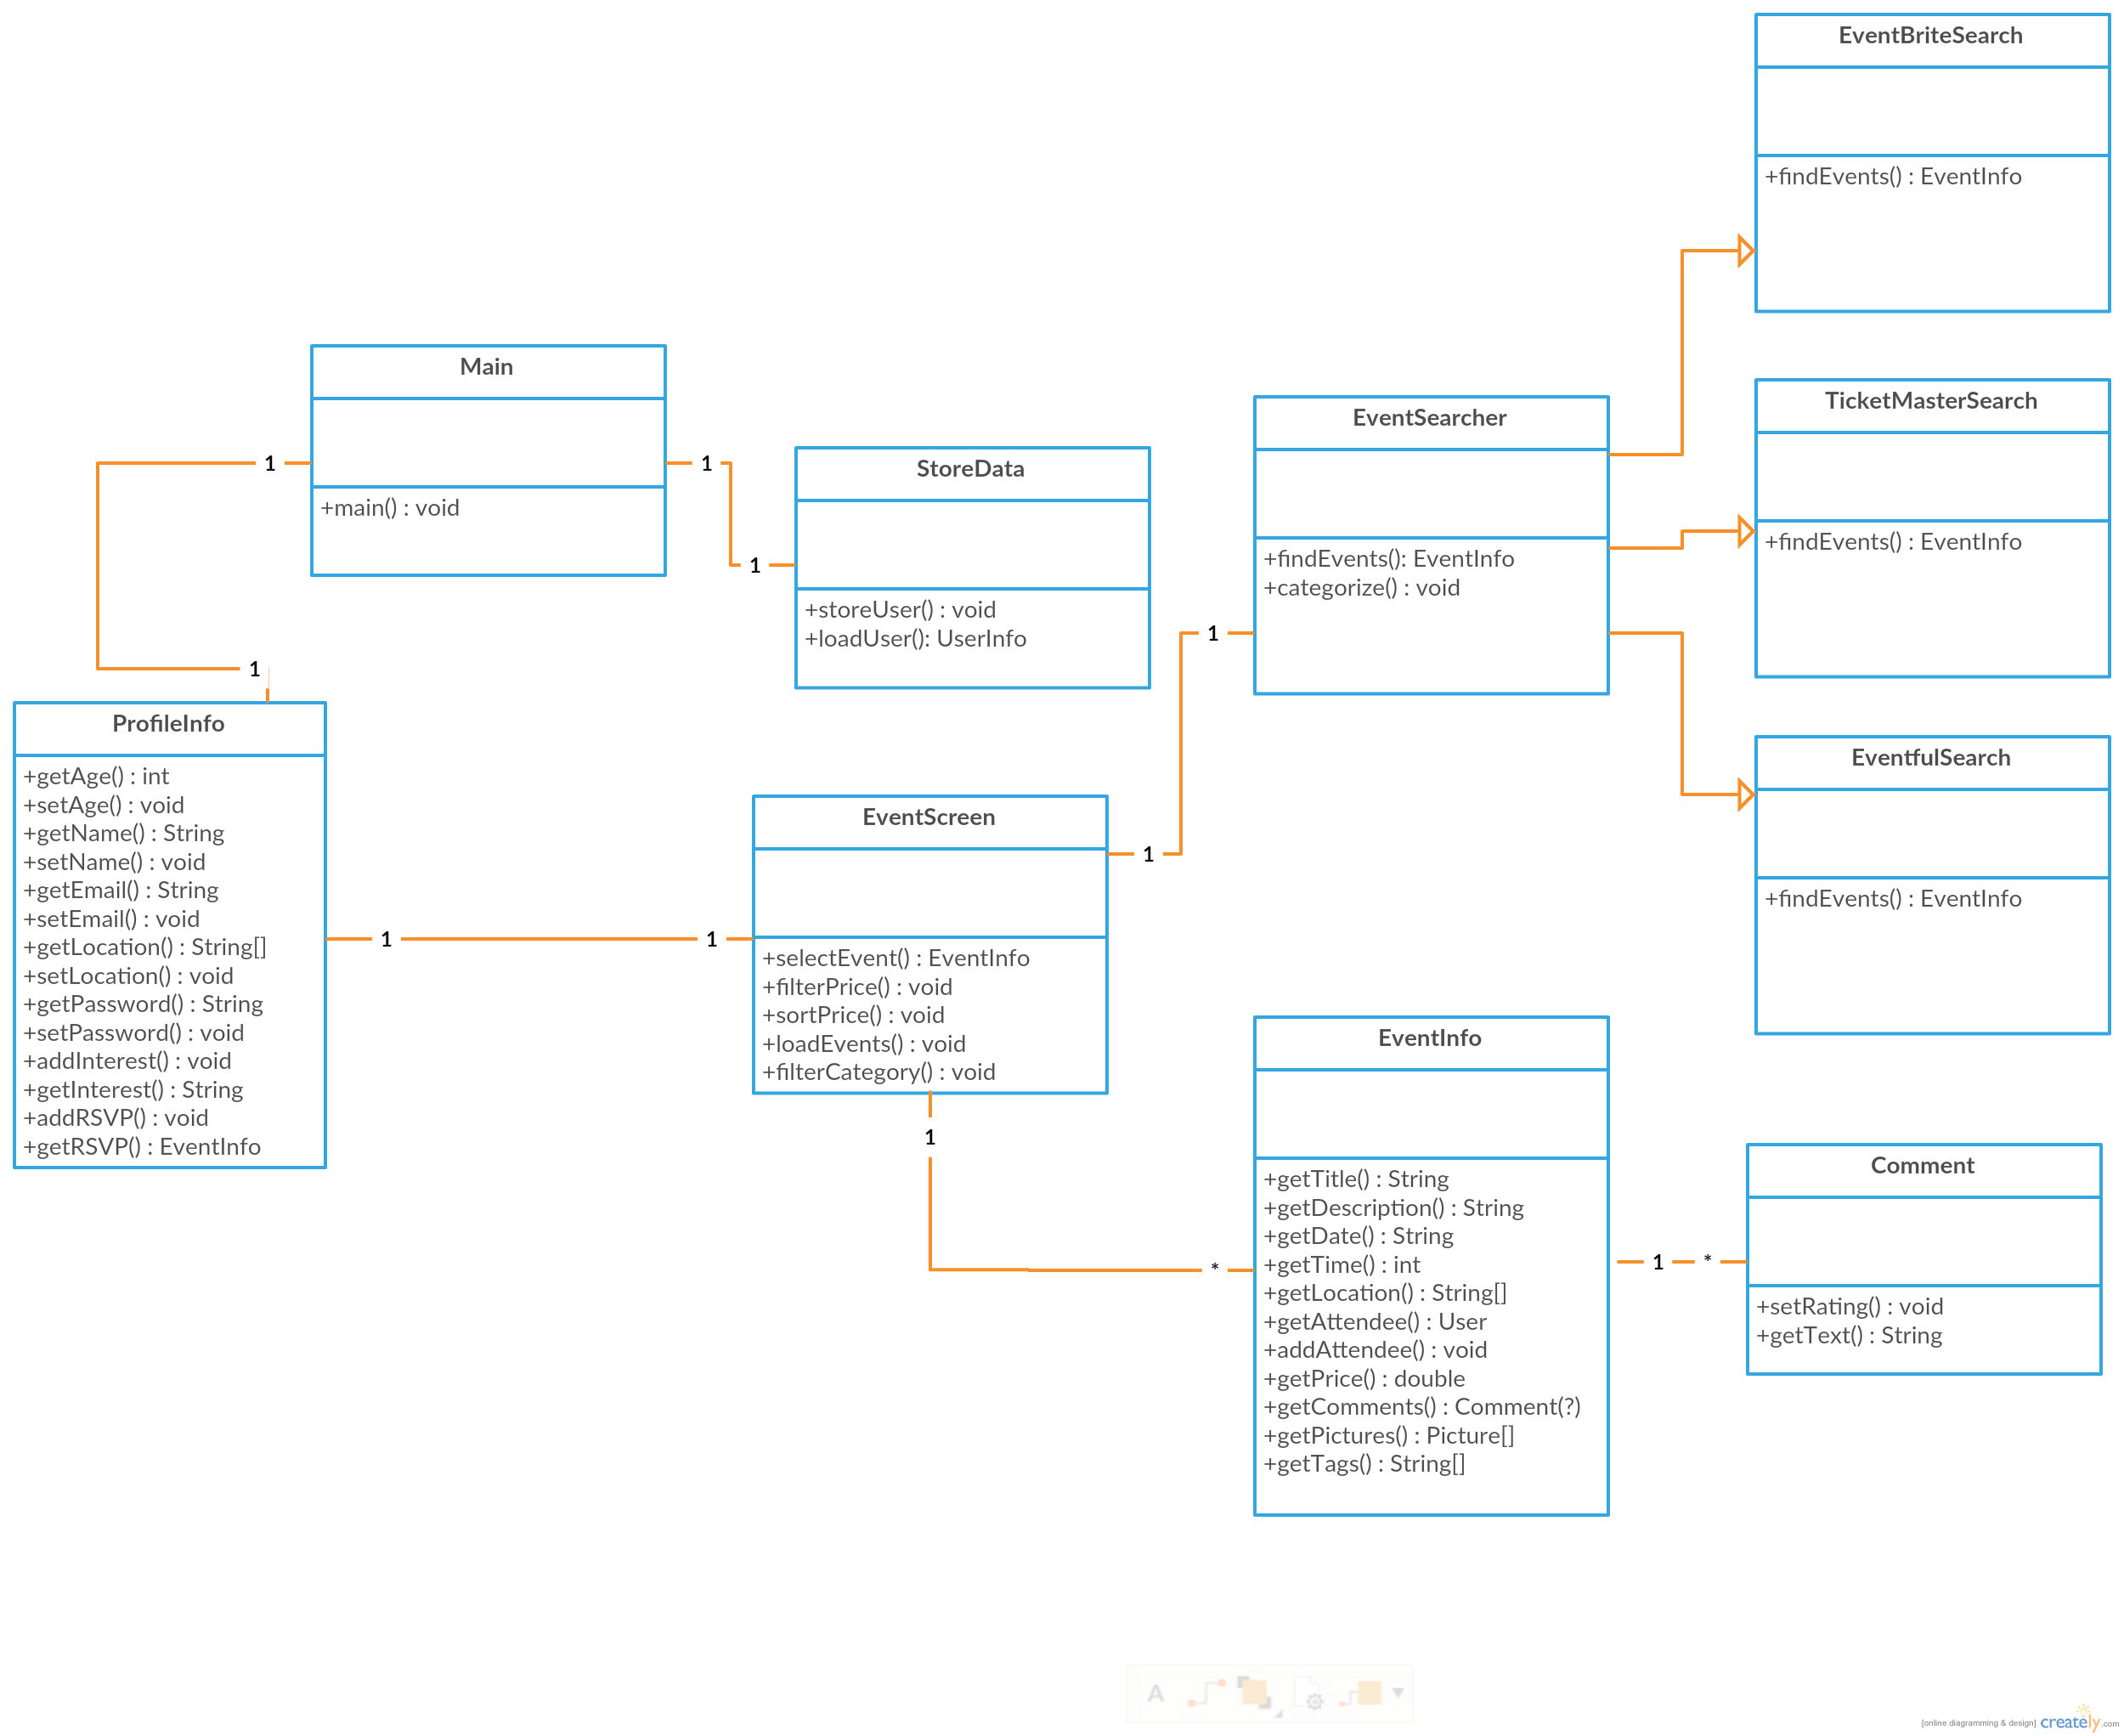 EventBriteSearch
+findEvents() : EventInfo
Main
+main() : void
1
1
1
1
StoreData
+storeUser() : void
+loadUser(): UserInfo
EventSearcher
+findEvents(): EventInfo
+categorize() : void
TicketMasterSearch
+findEvents() : EventInfo
EventfulSearch
+findEvents() : EventInfo
ProfileInfo
+getAge() : int
+setAge() : void
+getName() : String
+setName() : void
+getEmail() : String
+setEmail() : void
+getLocation() : String[]
+setLocation() : void
+getPassword() : String
+setPassword() : void
+addInterest() : void
+getInterest() : String
+addRSVP() : void
+getRSVP() : EventInfo
1
1
1
1
EventScreen
+selectEvent() : EventInfo
+filterPrice() : void
+sortPrice() : void
+loadEvents() : void
+filterCategory() : void
1
*
EventInfo
+getTitle() : String
+getDescription() : String
+getDate() : String
+getTime() : int
+getLocation() : String[]
+getAttendee() : User
+addAttendee() : void
+getPrice() : double
+getComments() : Comment(?)
+getPictures() : Picture[]
+getTags() : String[]
1
*
Comment
+setRating() : void
+getText() : String
A
[online diagramming & design] creately.com